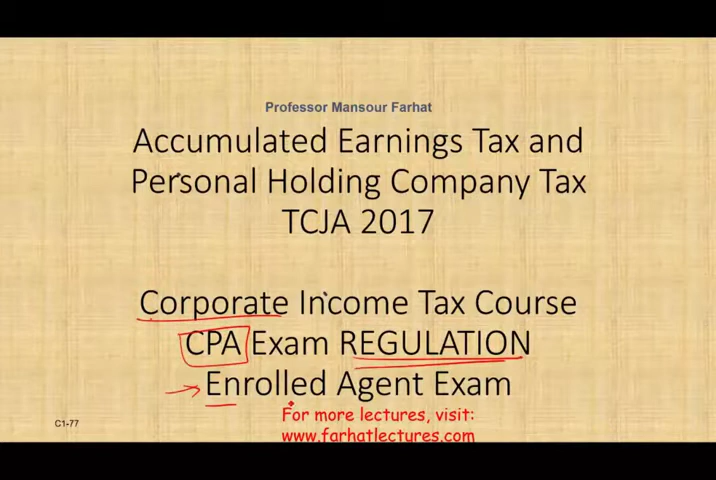 Professor Mansour Farhat
Accumulated Earnings Tax and
Personal Holding Company Tax
TCJA 2017
Corporate Income Tax Course
CPA Exam REGULATION
Enrolled Agent Exam
For more lectures, visit:
www.farhatlectures.com
C1-77